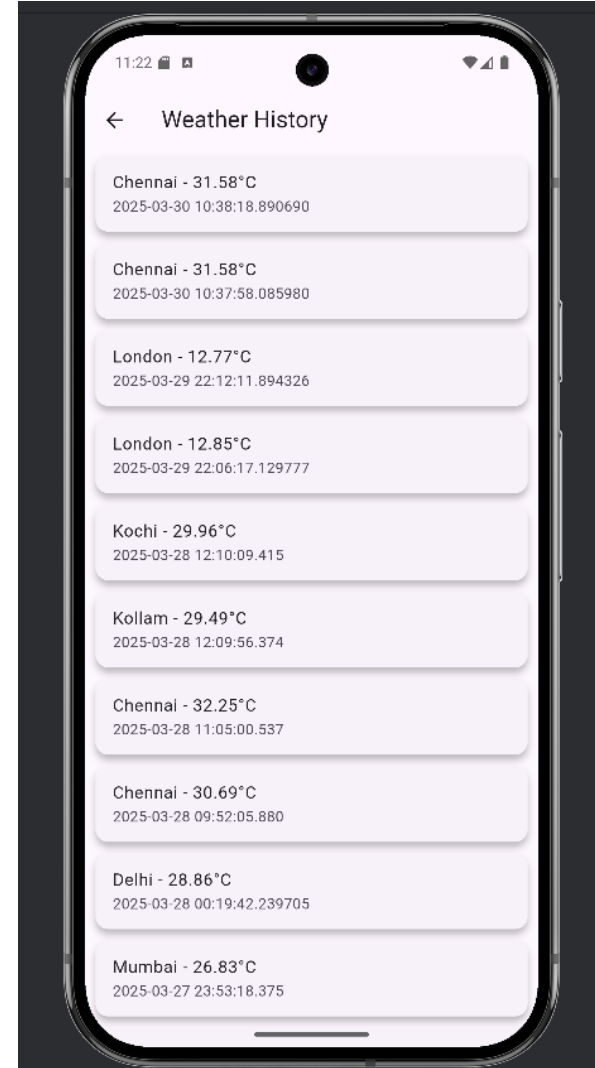 11:22
Weather History
Chennai - 31.58°C
2025-03-30 10:38:18.890690
Chennai - 31.58°C
2025-03-30 10:37:58.085980
London - 12.77°C
2025-03-29 22:12:11.894326
London - 12.85°C
2025-03-29 22:06:17.129777
Kochi - 29.96°C
2025-03-28 12:10:09.415
Kollam - 29.49°C
2025-03-28 12:09:56.374
Chennai - 32.25°C
2025-03-28 11:05:00.537
Chennai - 30.69°C
2025-03-28 09:52:05.880
Delhi - 28.86°C
2025-03-28 00:19:42.239705
Mumbai - 26.83°C
2025-03-27 23:53:18.375